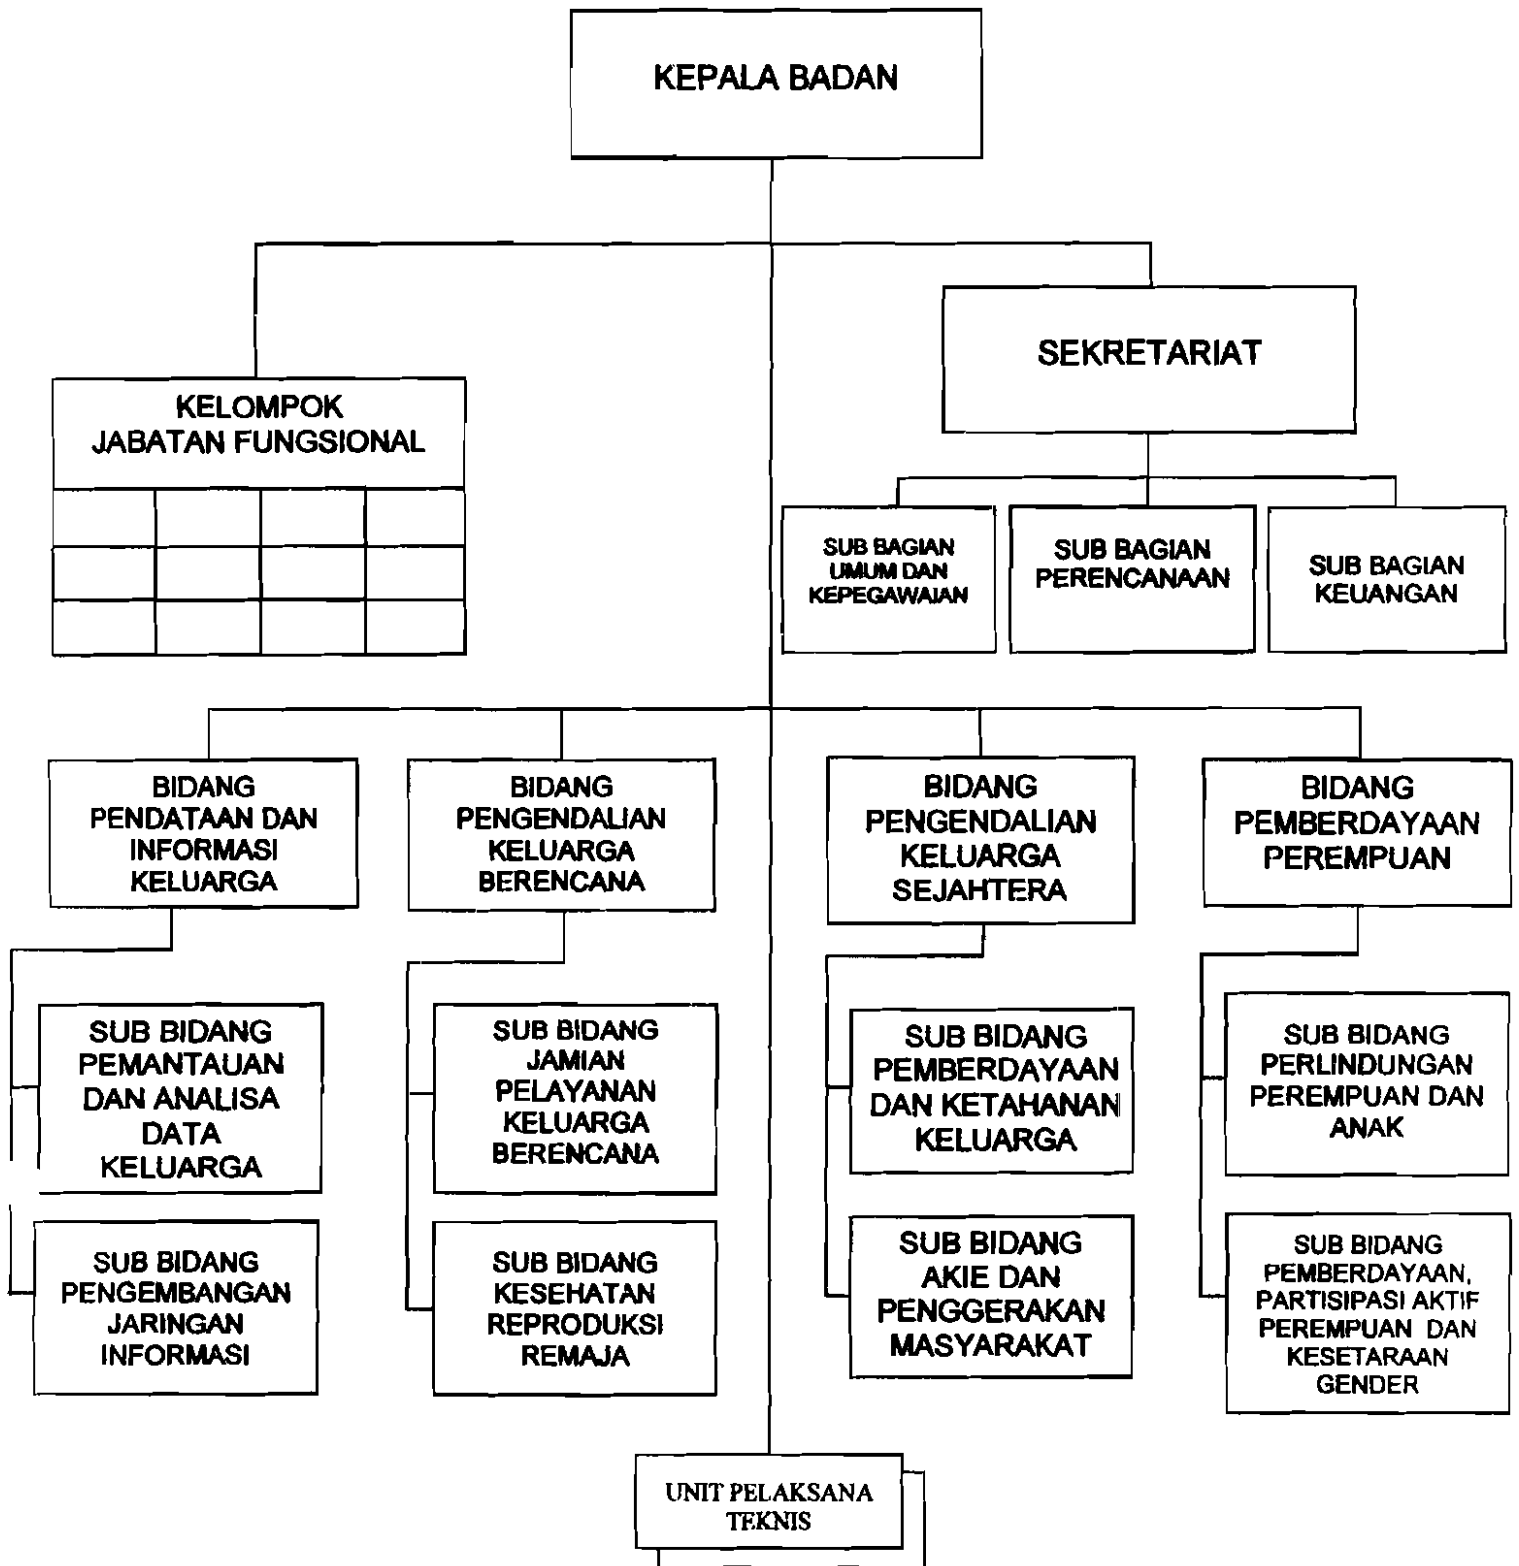 KEPALA BADAN
SEKRETARIAT
KELOMPOK
JABATAN FUNGSIONAL
SUB BAGIAN
UMUM DAN
KEPEGAWAIAN
SUB BAGIAN
PERENCANAAN
SUB BAGIAN
KEUANGAN
BIDANG
PENDATAAN DAN
INFORMASI
KELUARGA
BIDANG
PENGENDALIAN
KELUARGA
BERENCANA
BIDANG
PENGENDALIAN
KELUARGA
SEJAHTERA
BIDANG
PEMBERDAYAAN
PEREMPUAN
SUB BIDANG
PEMANTAUAN
DAN ANALISA
DATA
KELUARGA
SUB BIDANG
JAMIAN
PELAYANAN
KELUARGA
BERENCANA
SUB BIDANG
PEMBERDAYAAN
DAN KETAHANAN
KELUARGA
SUB BIDANG
PERLINDUNGAN
PEREMPUAN DAN
ANAK
SUB BIDANG
PENGEMBANGAN
JARINGAN
INFORMASI
SUB BIDANG
KESEHATAN
REPRODUKSI
REMAJA
SUB BIDANG
AKIE DAN
PENGGERAKAN
MASYARAKAT
SUB BIDANG
PEMBERDAYAAN,
PARTISIPASI AKTIF
PEREMPUAN DAN
KESETARAAN
GENDER
UNIT PELAKSANA
TEKNIS